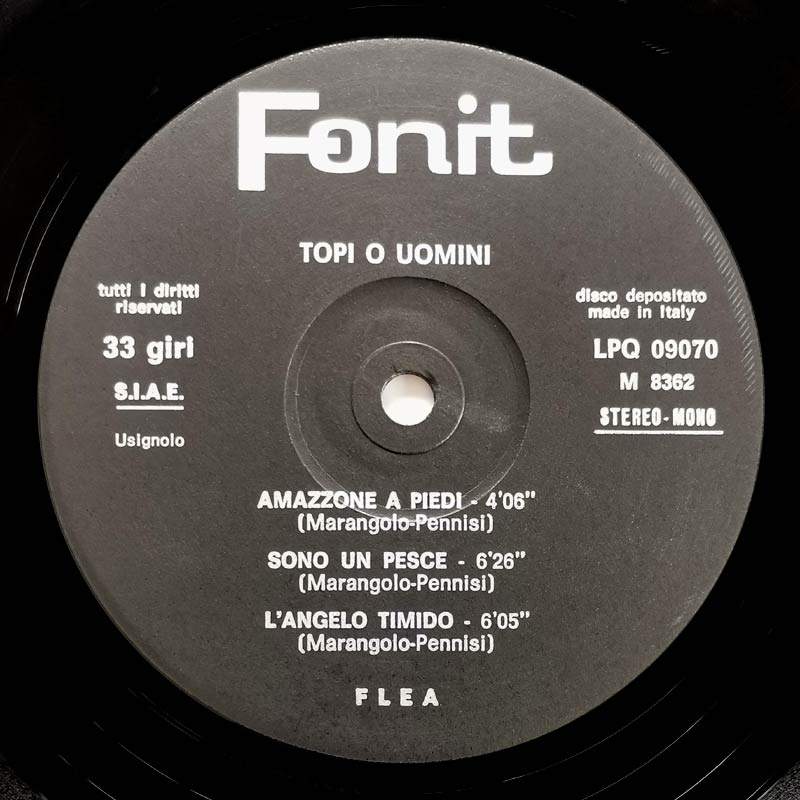 Fonit
TOPI O UOMINI
tutti i diritti
riservati
33 giri
S.I.A.E.
Usignolo
disco depositato
made in Italy
LPQ 09070
M 8362
STEREO-MONO
AMAZZONE A PIEDI - 4'06"
(Marangolo-Pennisi)
SONO UN PESCE - 6'26"
(Marangolo-Pennisi)
L'ANGELO TIMIDO - 6'05"
(Marangolo-Pennisi)
FLEA